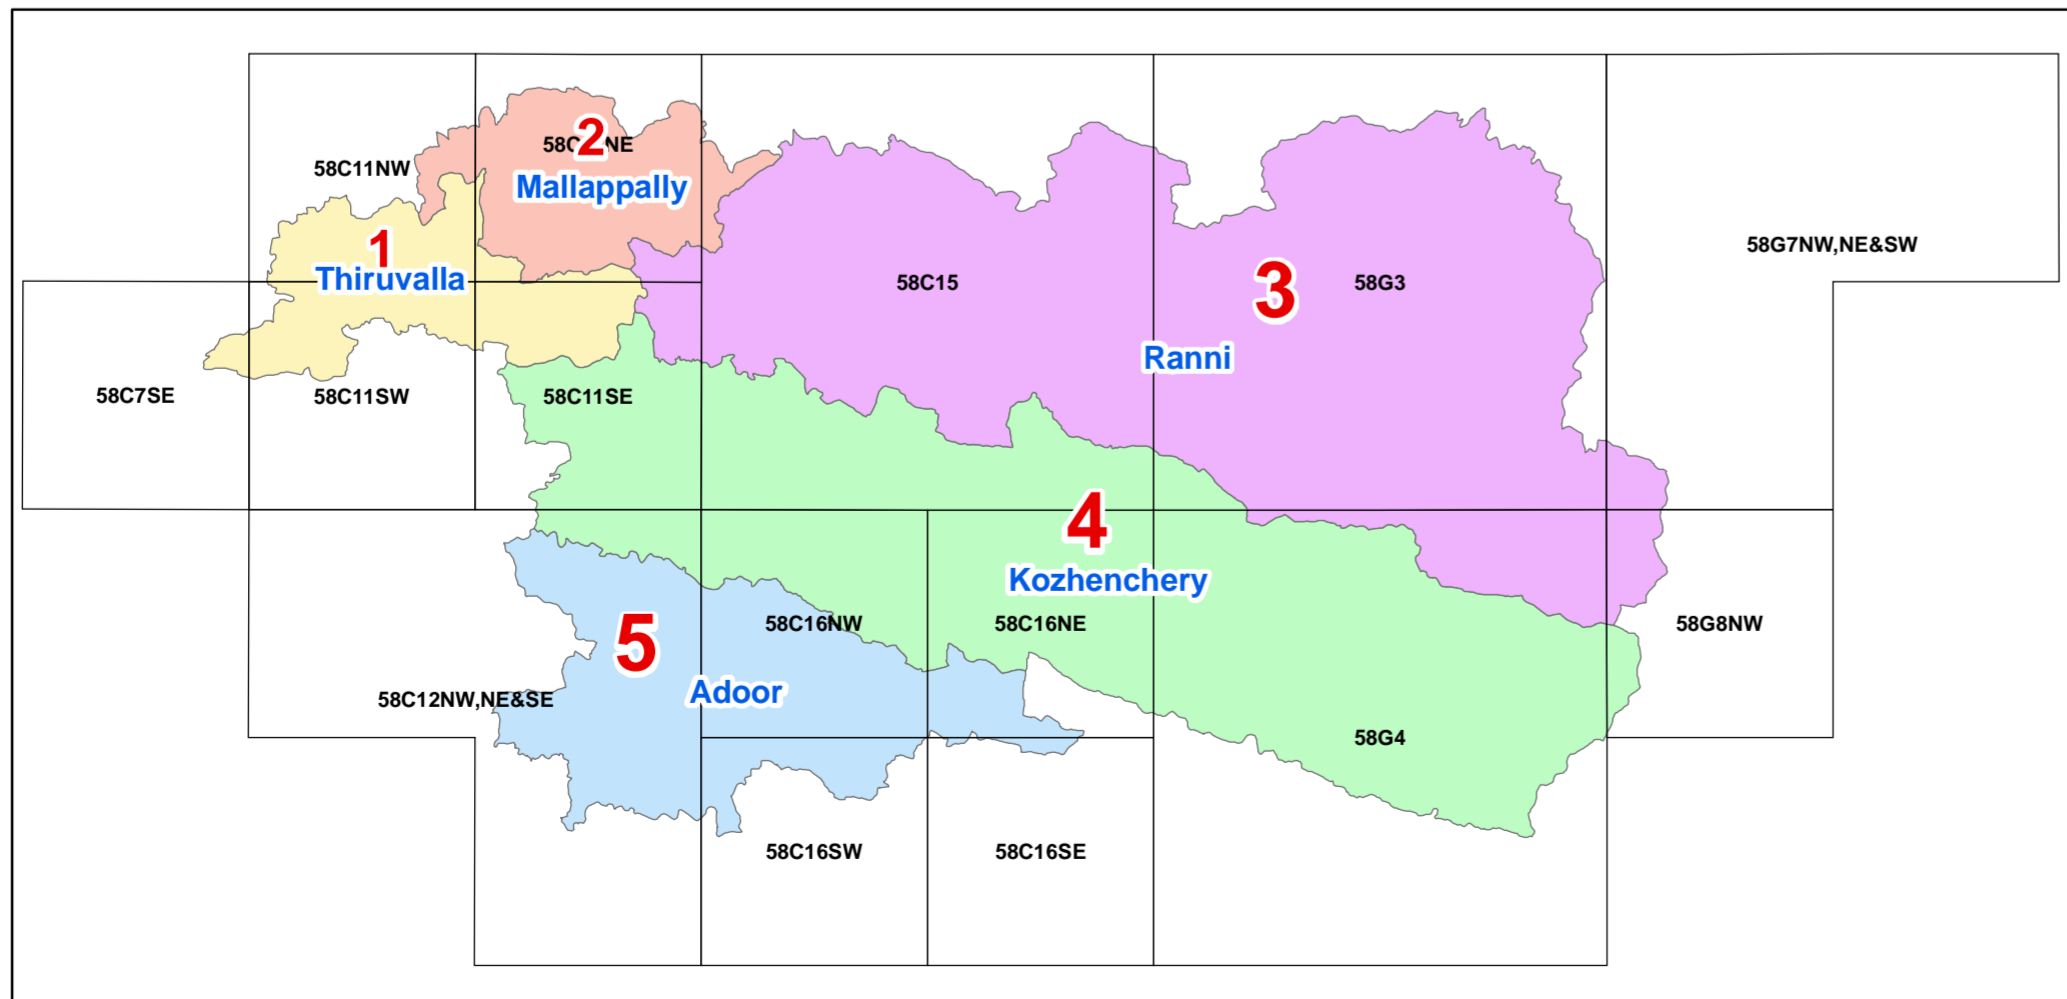 2
58C NE
58C11NW
Mallappally
1
58G7NW,NE&SW
Thiruvalla
58C15
3
58G3
Ranni
58C7SE
58C11SW
58C11SE
4
Kozhenchery
5
58C16NW
58C16NE
58G8NW
Adoor
58C12NW,NE&SE
58G4
58C16SW
58C16SE